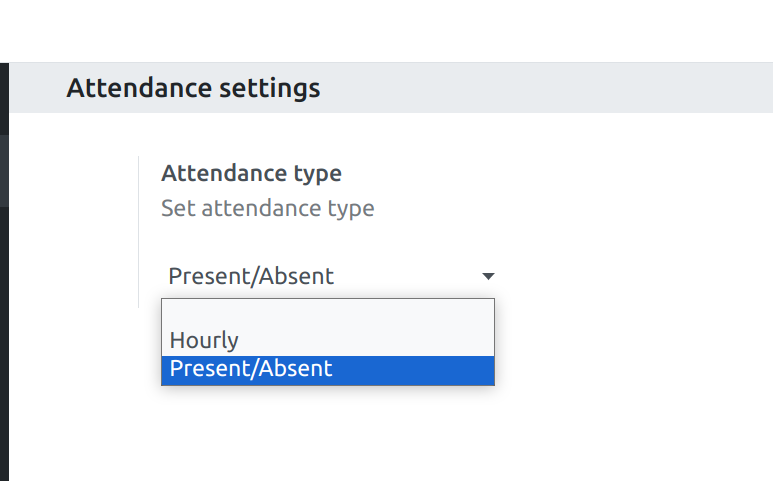 Attendance settings
Attendance type
Set attendance type
Present/Absent
Hourly
Present/Absent